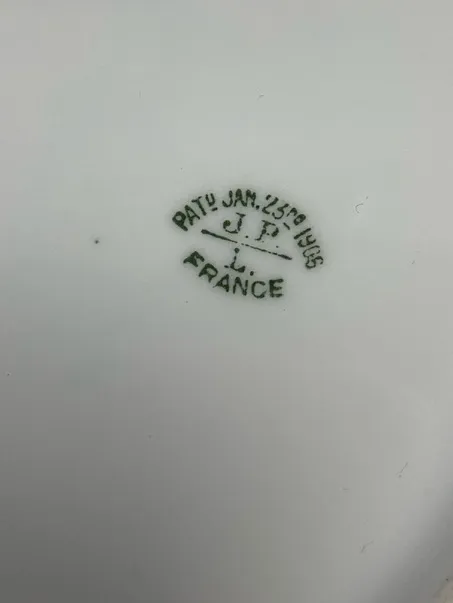 PATD JAN. 23RD 1906
J.P.
L.
FRANCE